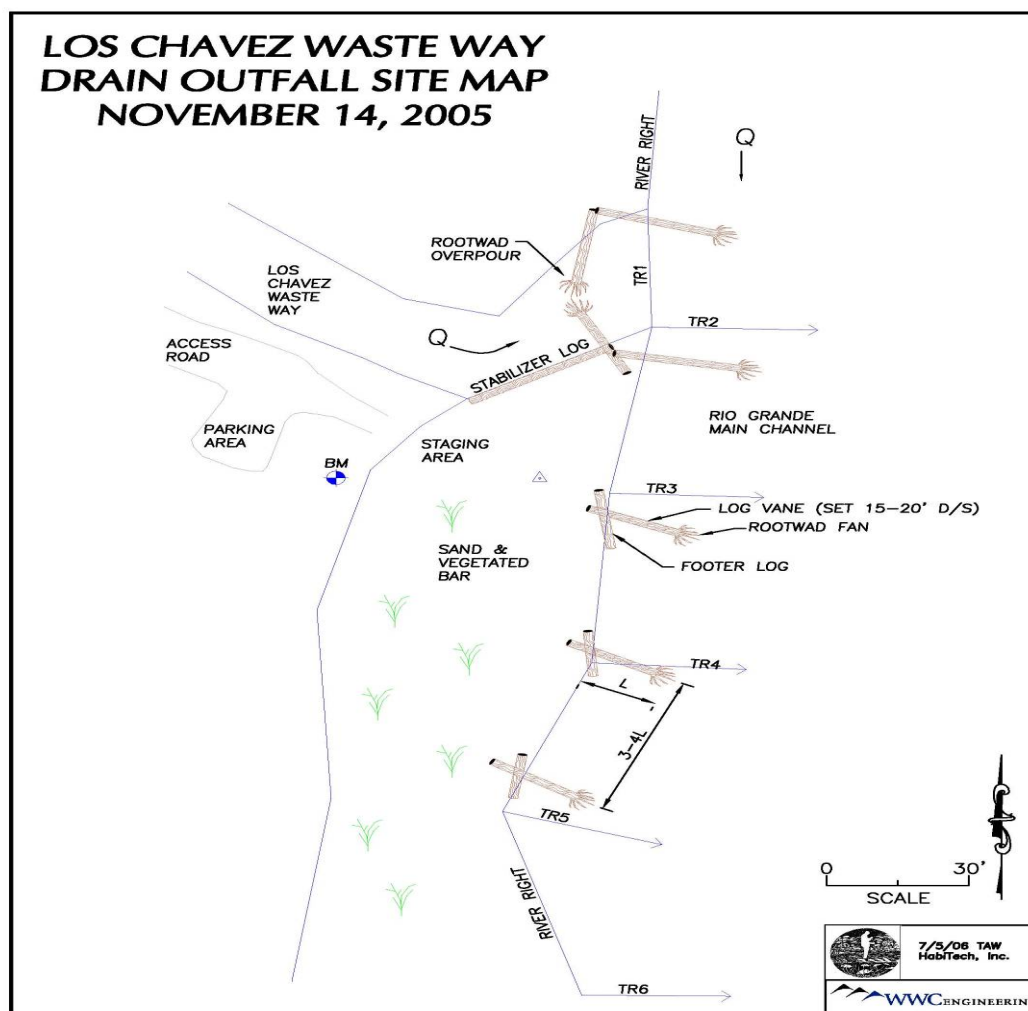 LOS CHAVEZ WASTE WAY
DRAIN OUTFALL SITE MAP
NOVEMBER 14, 2005
RIVER RIGHT
Q
ROOTWAD
OVERPOUR
LOS
CHAVEZ
WASTE
WAY
TR1
TR2
ACCESS
ROAD
Q
STABILIZER LOG
RIO GRANDE
MAIN CHANNEL
PARKING
AREA
STAGING
AREA
BM
TR3
LOG VANE (SET 15-20' D/S)
ROOTWAD FAN
SAND &
VEGETATED
BAR
FOOTER LOG
TR4
L
3-4L
TR5
RIVER RIGHT
0 30'
SCALE
TR6
7/5/06 TAW
HabiTech, Inc.
WWC ENGINEERING